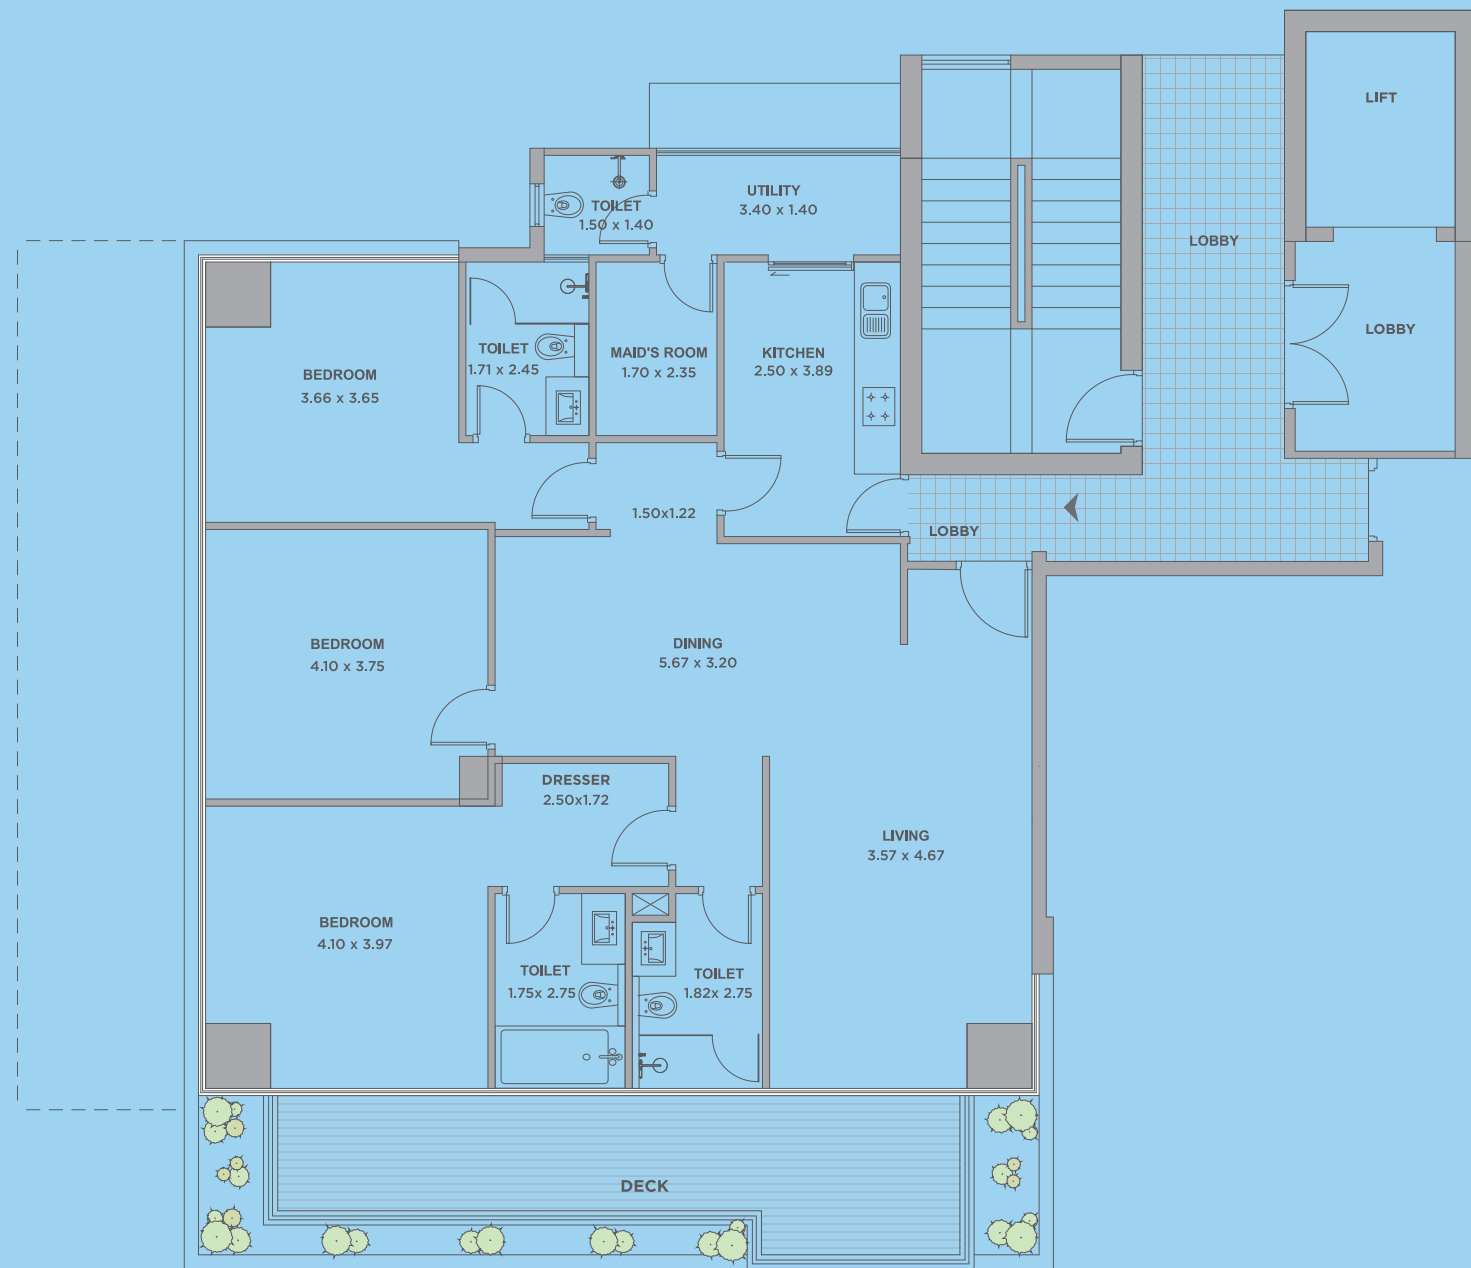 LIFT
UTILITY
3.40 x 1.40
TOILET
1.50 x 1.40
LOBBY
LOBBY
TOILET
1.71 x 2.45
MAID'S ROOM
1.70 x 2.35
KITCHEN
2.50 x 3.89
BEDROOM
3.66 x 3.65
1.50x1.22
LOBBY
BEDROOM
4.10 x 3.75
DINING
5.67 x 3.20
DRESSER
2.50x1.72
LIVING
3.57 x 4.67
BEDROOM
4.10 x 3.97
TOILET
1.75x 2.75
TOILET
1.82x 2.75
DECK